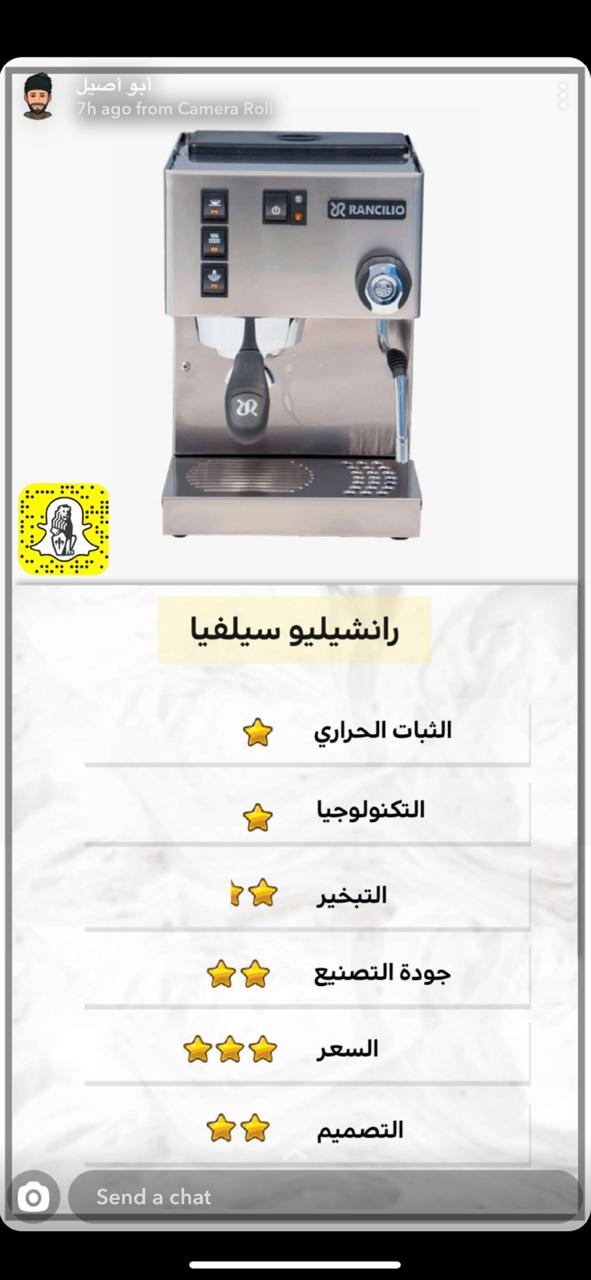 أبو أصيل
7h ago from Camera Roll
RANCILIO
رانشيليو سيلفيا
الثبات الحراري
التكنولوجيا
التبخير
جودة التصنيع
السعر
التصميم
Send a chat